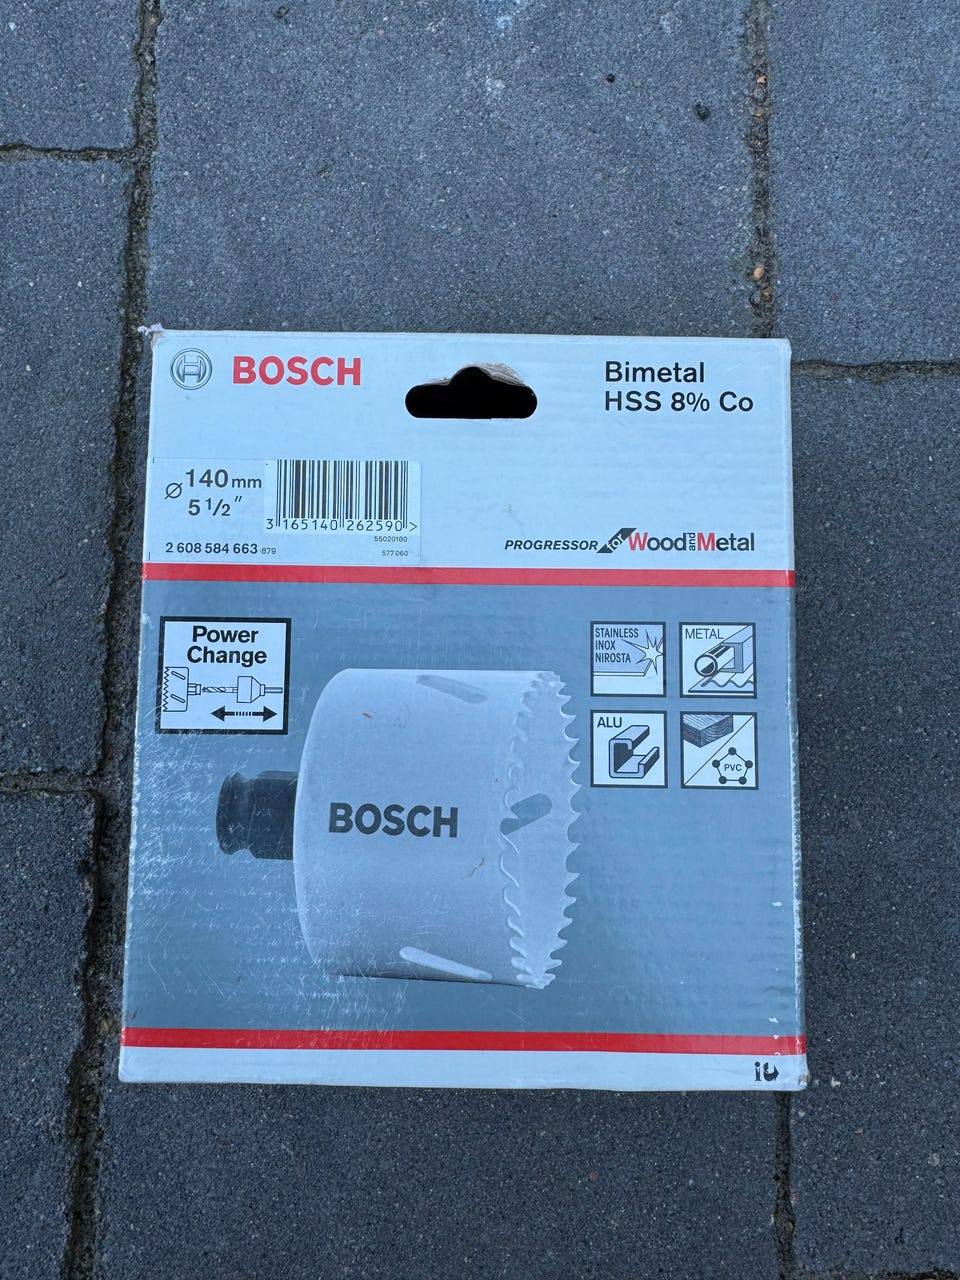 BOSCH
Bimetal
HSS 8% Co
⌀ 140 mm
5 1/2"
3 165140 262590 >
55020180
2 608 584 663 879
577060
PROGRESSOR for Wood and Metal
Power
Change
STAINLESS
INOX
NIROSTA
METAL
ALU
PVC
BOSCH